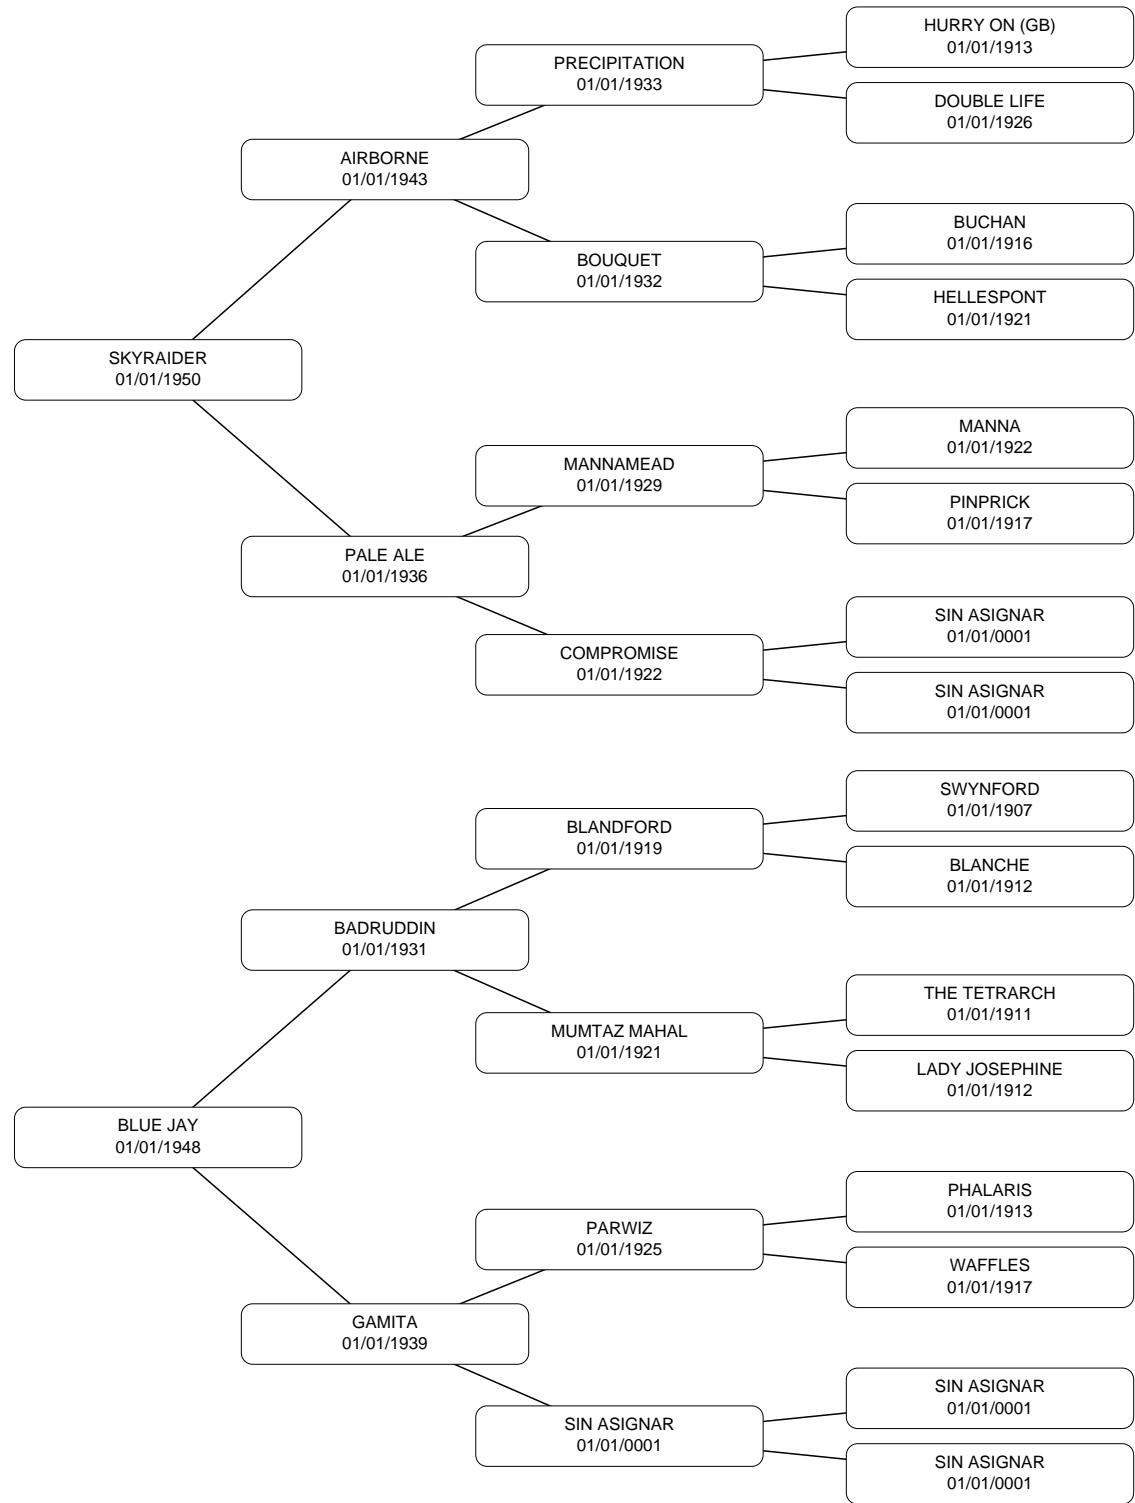 HURRY ON (GB)
01/01/1913
PRECIPITATION
01/01/1933
DOUBLE LIFE
01/01/1926
AIRBORNE
01/01/1943
BUCHAN
01/01/1916
BOUQUET
01/01/1932
HELLESPONT
01/01/1921
SKYRAIDER
01/01/1950
MANNA
01/01/1922
MANNAMEAD
01/01/1929
PINPRICK
01/01/1917
PALE ALE
01/01/1936
SIN ASIGNAR
01/01/0001
COMPROMISE
01/01/1922
SIN ASIGNAR
01/01/0001
SWYNFORD
01/01/1907
BLANDFORD
01/01/1919
BLANCHE
01/01/1912
BADRUDDIN
01/01/1931
THE TETRARCH
01/01/1911
MUMTAZ MAHAL
01/01/1921
LADY JOSEPHINE
01/01/1912
BLUE JAY
01/01/1948
PHALARIS
01/01/1913
PARWIZ
01/01/1925
WAFFLES
01/01/1917
GAMITA
01/01/1939
SIN ASIGNAR
01/01/0001
SIN ASIGNAR
01/01/0001
SIN ASIGNAR
01/01/0001